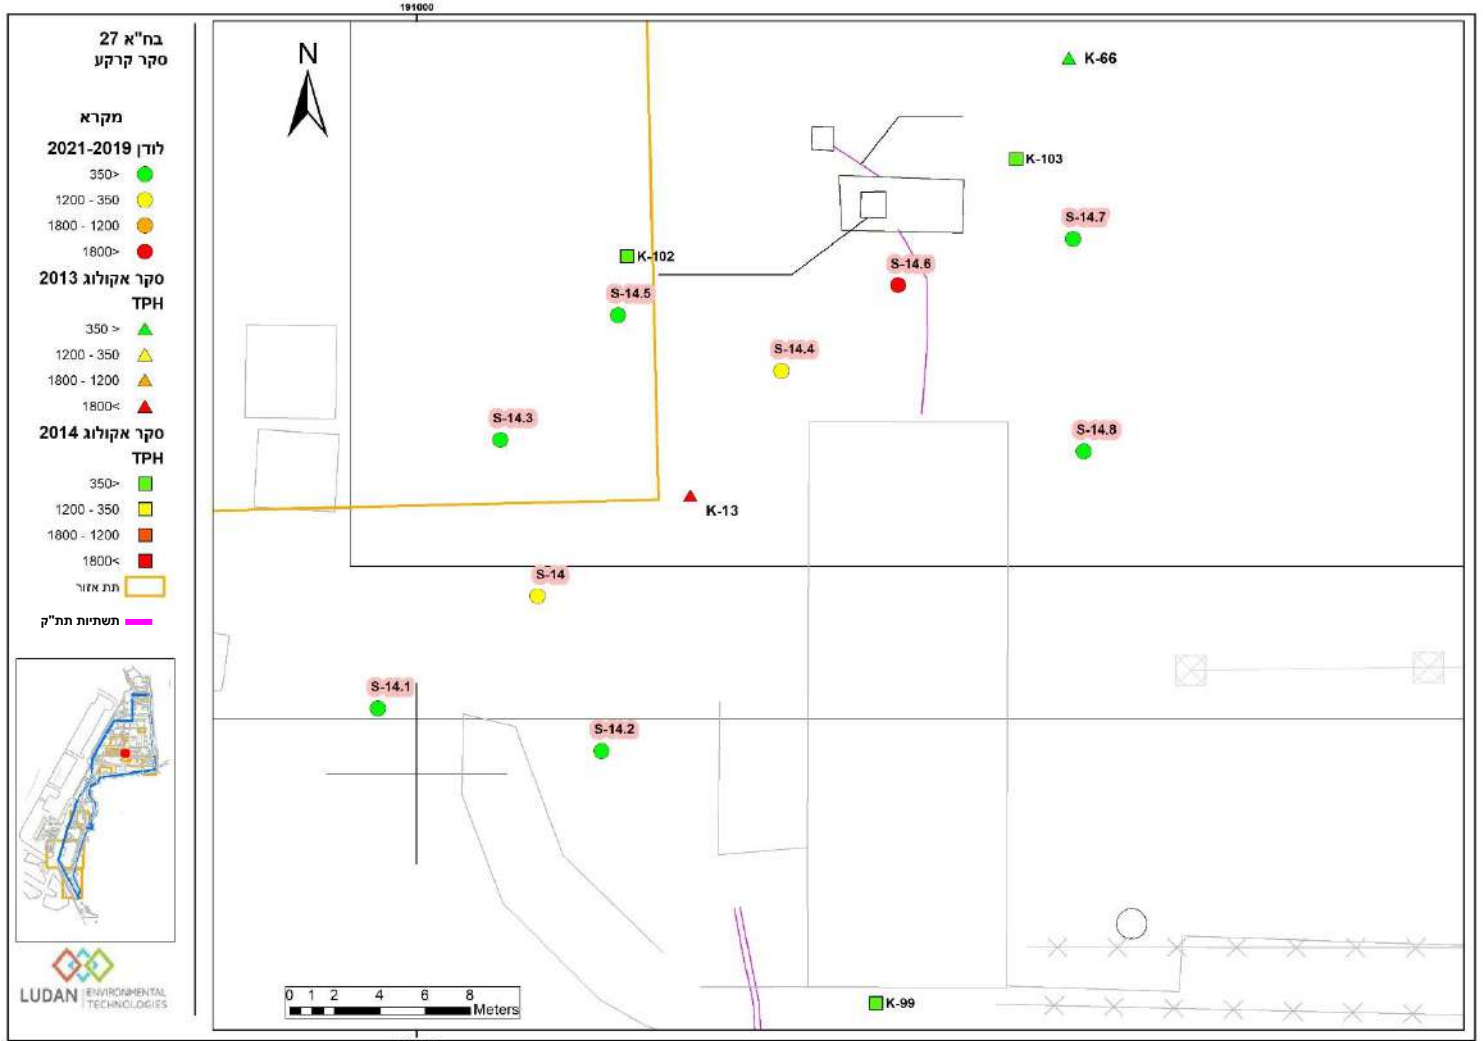 191000
בח"א 27
סקר קרקע
מקרא
לודן 2021-2019
350>
1200 - 350
1800 - 1200
1800>
סקר אקולוג 2013
TPH
350 >
1200 - 350
1800 - 1200
1800<
סקר אקולוג 2014
TPH
350>
1200 - 350
1800 - 1200
1800<
תת אזור
תשתיות תת"ק
LUDAN ENVIRONMENTAL TECHNOLOGIES
N
K-66
K-103
S-14.7
K-102
S-14.6
S-14.5
S-14.4
S-14.3
S-14.8
K-13
S-14
S-14.1
S-14.2
0 1 2 4 6 8
Meters
K-99